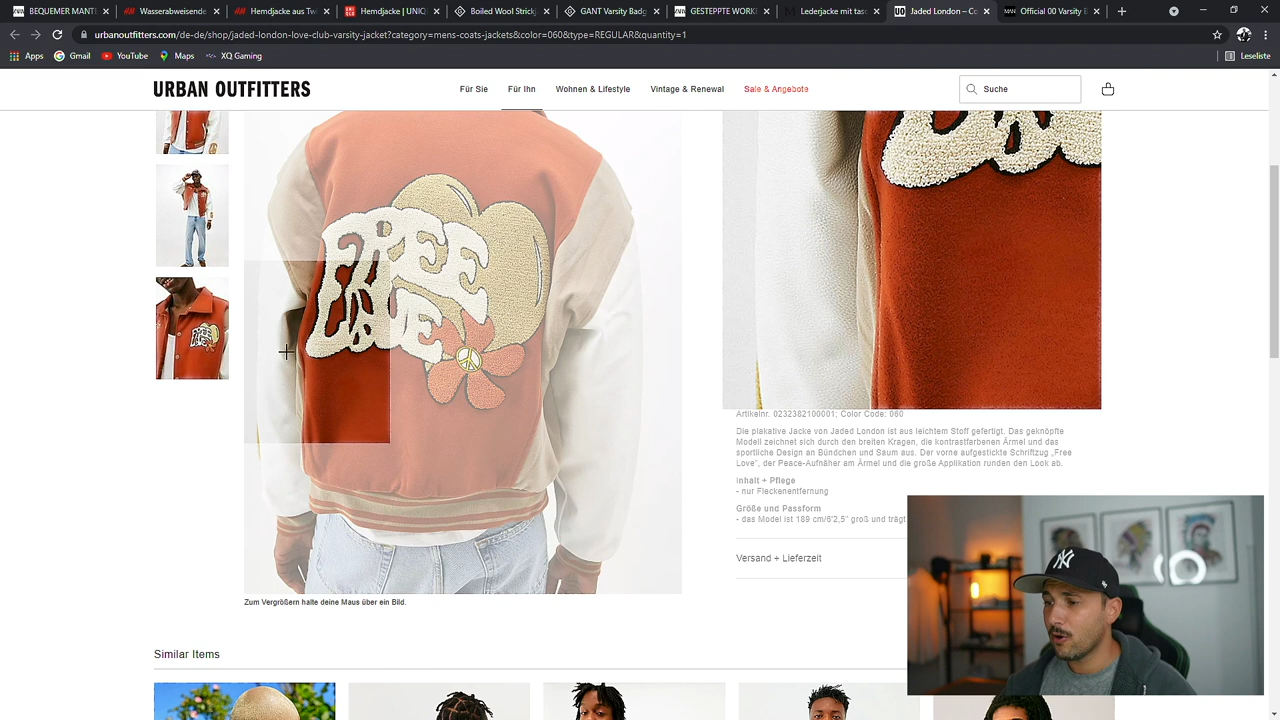 BEQUEMER MANT
Wasserabweisende
Hemdjacke aus Tw
Hemdjacke | UNIQ
Boiled Wool Strickj
GANT Varsity Badg
GESTEPPTE WORK
Lederjacke mit tas
Jaded London – Lo
Official 00 Varsity B
urbanoutfitters.com/de-de/shop/jaded-london-love-club-varsity-jacket?category=mens-coats-jackets&color=060&type=REGULAR&quantity=1
Apps
Gmail
YouTube
Maps
XQ Gaming
Leseliste
URBAN OUTFITTERS
Für Sie
Für Ihn
Wohnen & Lifestyle
Vintage & Renewal
Sale & Angebote
Suche
FREE
LOVE
Artikelnr. 0232382100001; Color Code: 060
Die plakative Jacke von Jaded London ist aus leichtem Stoff gefertigt. Das geknöpfte
Modell zeichnet sich durch den breiten Kragen, die kontrastfarbenen Ärmel und das
sportliche Design an Bündchen und Saum aus. Der vorne aufgestickte Schriftzug „Free
Love“, der Peace-Aufnäher am Ärmel und die große Applikation runden den Look ab.
Inhalt + Pflege
- nur Fleckenentfernung
Größe und Passform
- das Model ist 189 cm/6'2,5" groß und trägt
Versand + Lieferzeit
Zum Vergrößern halte deine Maus über ein Bild.
Similar Items
NY